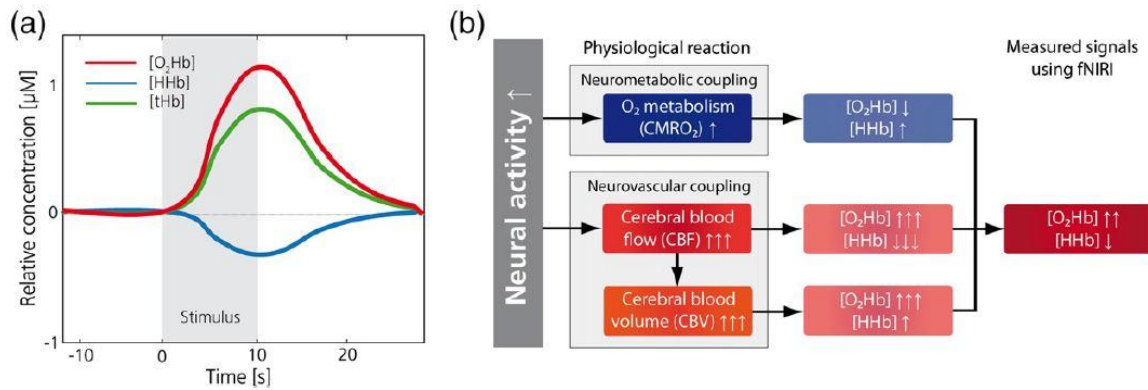 (a)
Relative concentration [µM]
1
0
-1
[O₂Hb]
[HHb]
[tHb]
Stimulus
-10
0
10
20
Time [s]
(b)
Neural activity ↑
Physiological reaction
Neurometabolic coupling
O₂ metabolism
(CMRO₂) ↑
[O₂Hb] ↓
[HHb] ↑
Neurovascular coupling
Cerebral blood
flow (CBF) ↑↑↑
[O₂Hb] ↑↑↑
[HHb] ↓↓↓
Cerebral blood
volume (CBV) ↑↑↑
[O₂Hb] ↑↑↑
[HHb] ↑
Measured signals
using fNIRI
[O₂Hb] ↑↑
[HHb] ↓